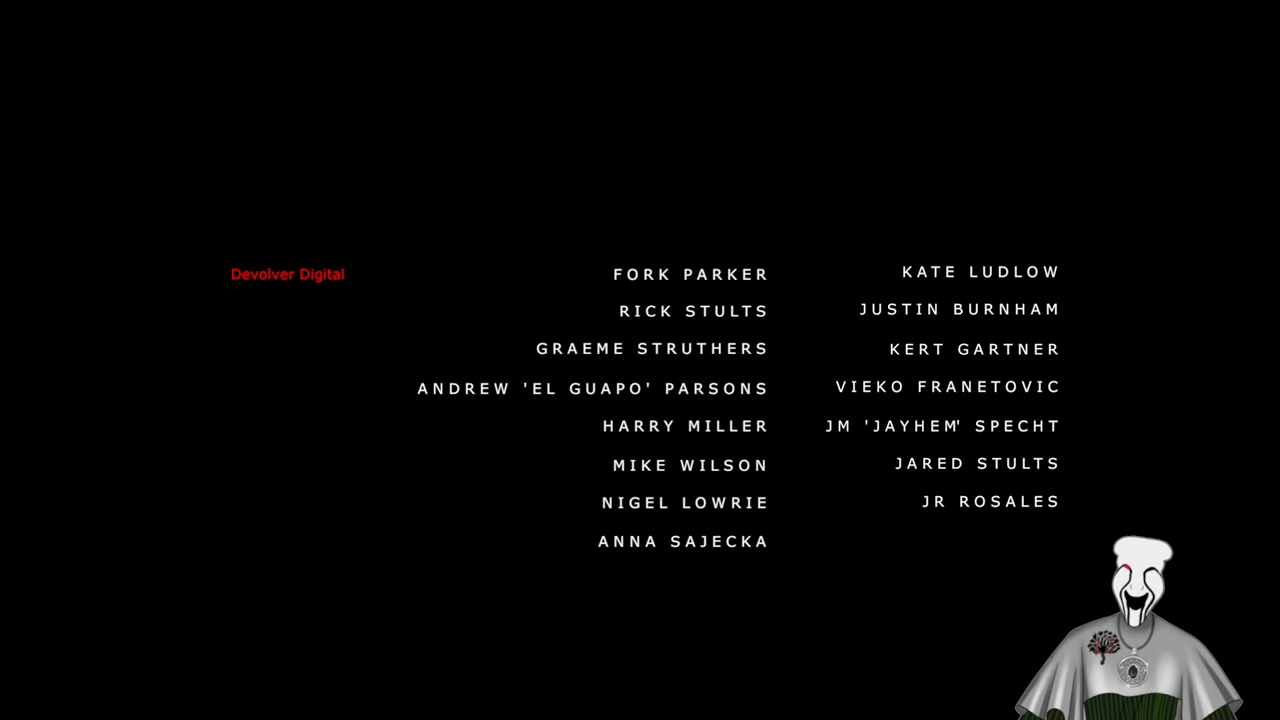 Devolver Digital
FORK PARKER
RICK STULTS
GRAEME STRUTHERS
ANDREW 'EL GUAPO' PARSONS
HARRY MILLER
MIKE WILSON
NIGEL LOWRIE
ANNA SAJECKA
KATE LUDLOW
JUSTIN BURNHAM
KERT GARTNER
VIEKO FRANETOVIC
JM 'JAYHEM' SPECHT
JARED STULTS
JR ROSALES